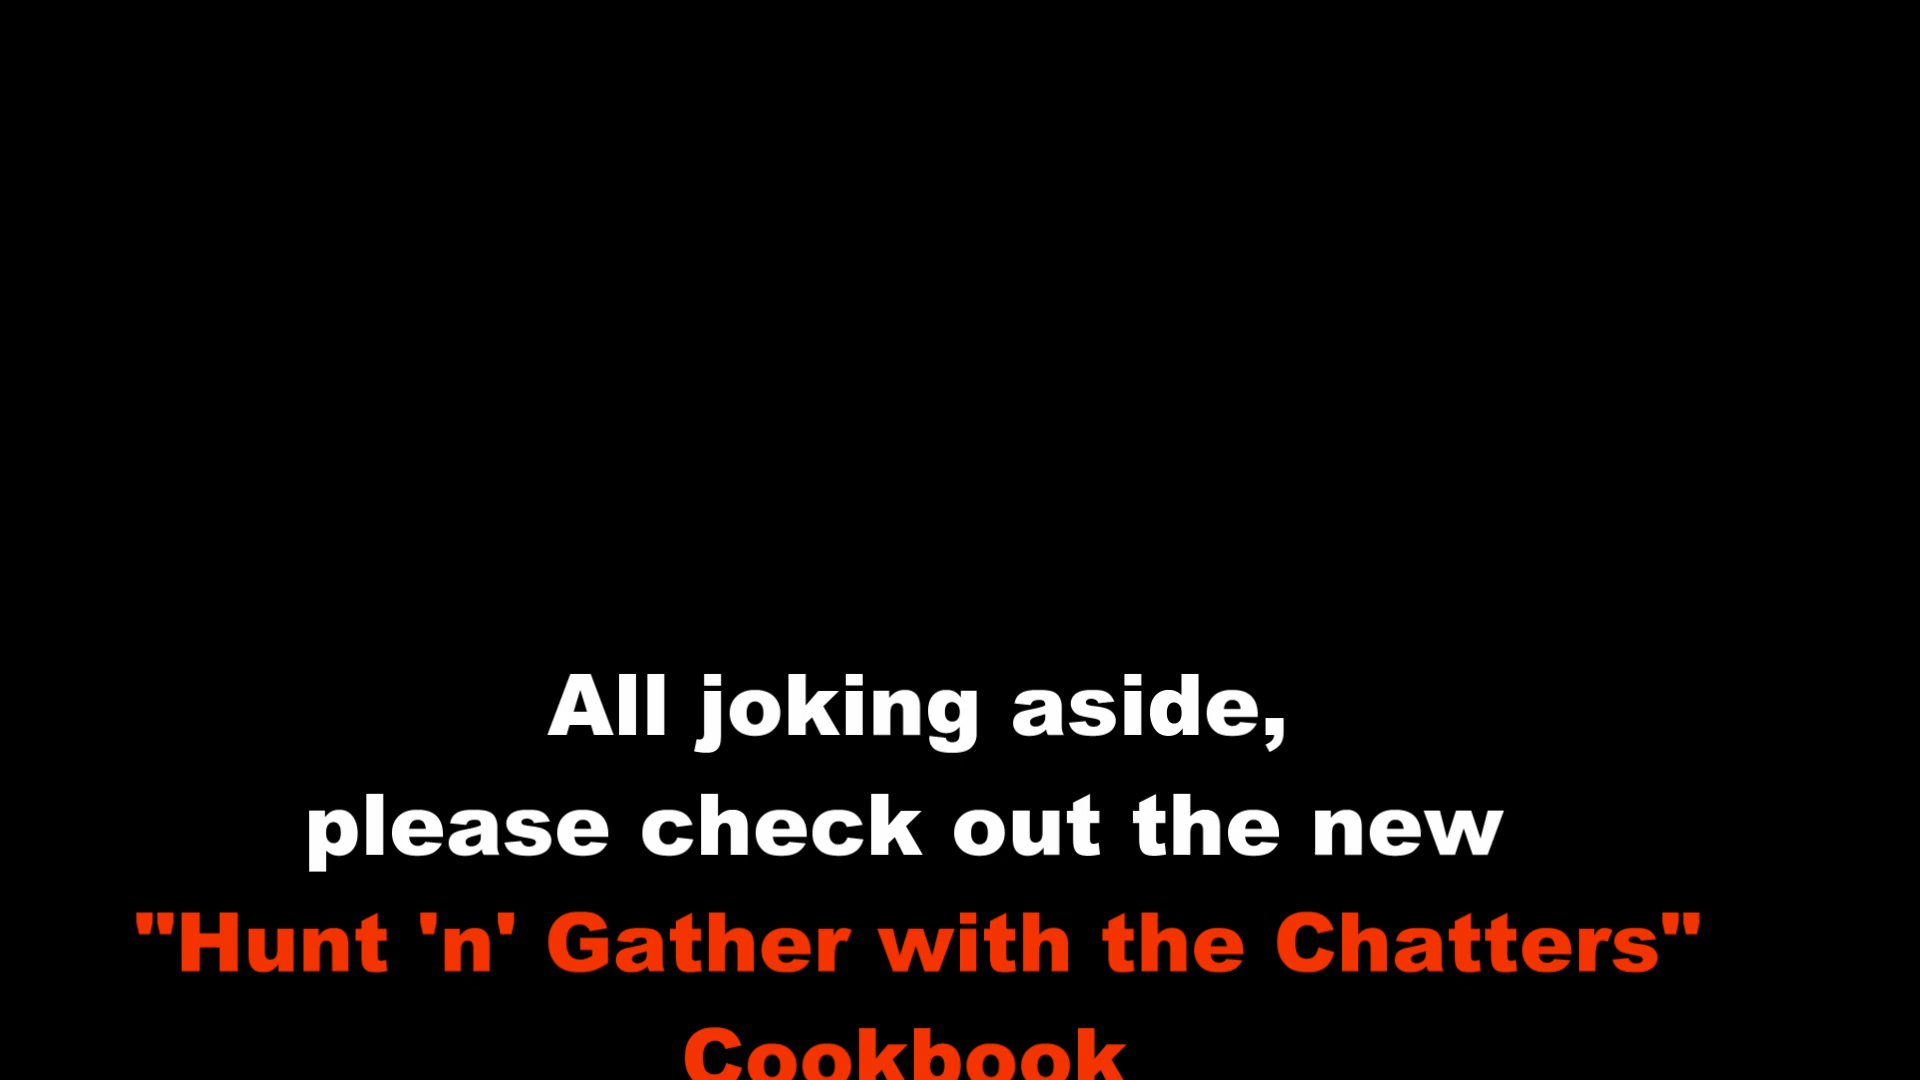 All joking aside,
please check out the new
"Hunt 'n' Gather with the Chatters"
Cookbook